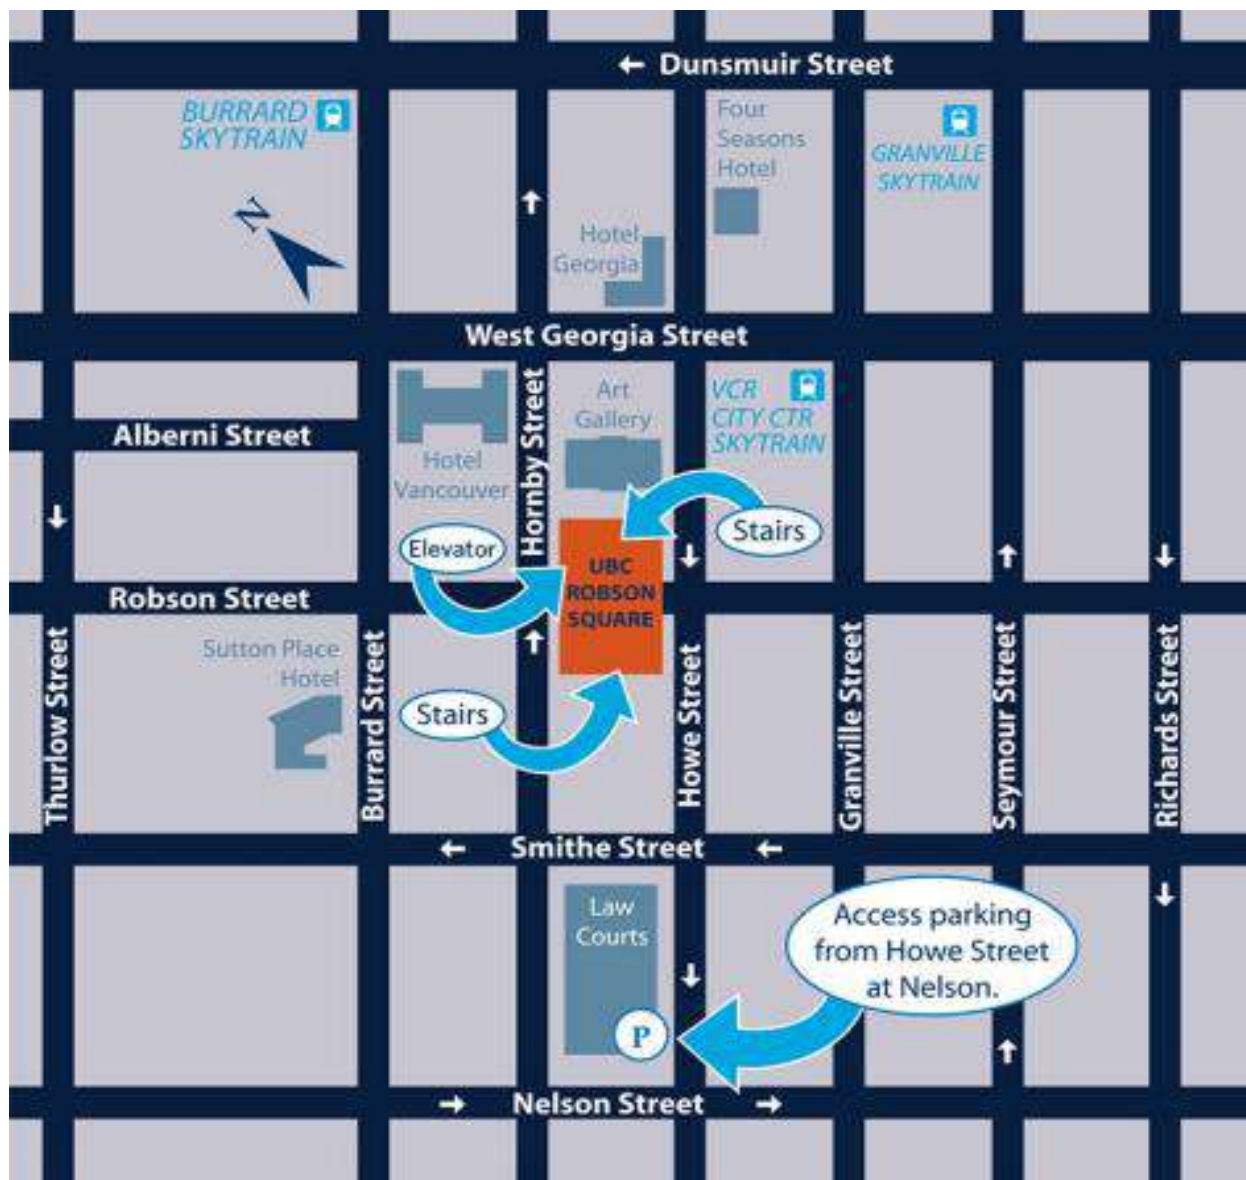 ← Dunsmuir Street
BURRARD
SKYTRAIN
Four
Seasons
Hotel
GRANVILLE
SKYTRAIN
N
Hotel
Georgia
West Georgia Street
Hornby Street
Art
Gallery
VCR
CITY CTR
SKYTRAIN
Alberni Street
Hotel
Vancouver
Elevator
Stairs
UBC
ROBSON
SQUARE
Robson Street
Sutton Place
Hotel
Stairs
Thurlow Street
Burrard Street
Howe Street
Granville Street
Seymour Street
Richards Street
← Smithe Street ←
Law
Courts
P
Access parking
from Howe Street
at Nelson.
→ Nelson Street →